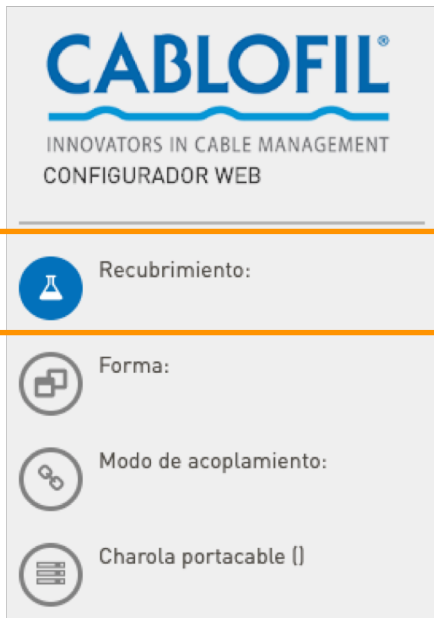 CABLOFIL®
INNOVATORS IN CABLE MANAGEMENT
CONFIGURADOR WEB
Recubrimiento:
Forma:
Modo de acoplamiento:
Charola portacable ()